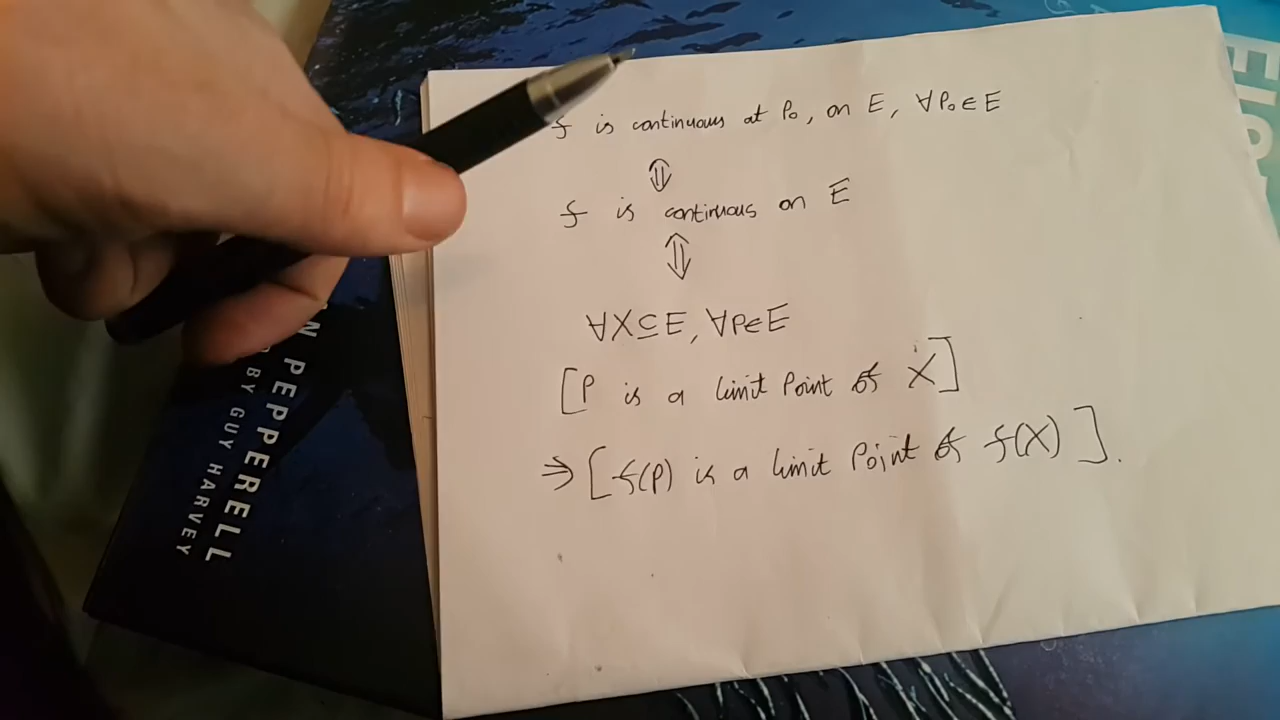 f is continuous at P₀, on E, ∀P₀∈E
⇕
f is continuous on E
⇕
∀X⊆E, ∀P∈E
[P is a limit Point of X]
⇒ [f(P) is a limit Point of f(X)].
N PEPPERELL
D BY GUY HARVEY